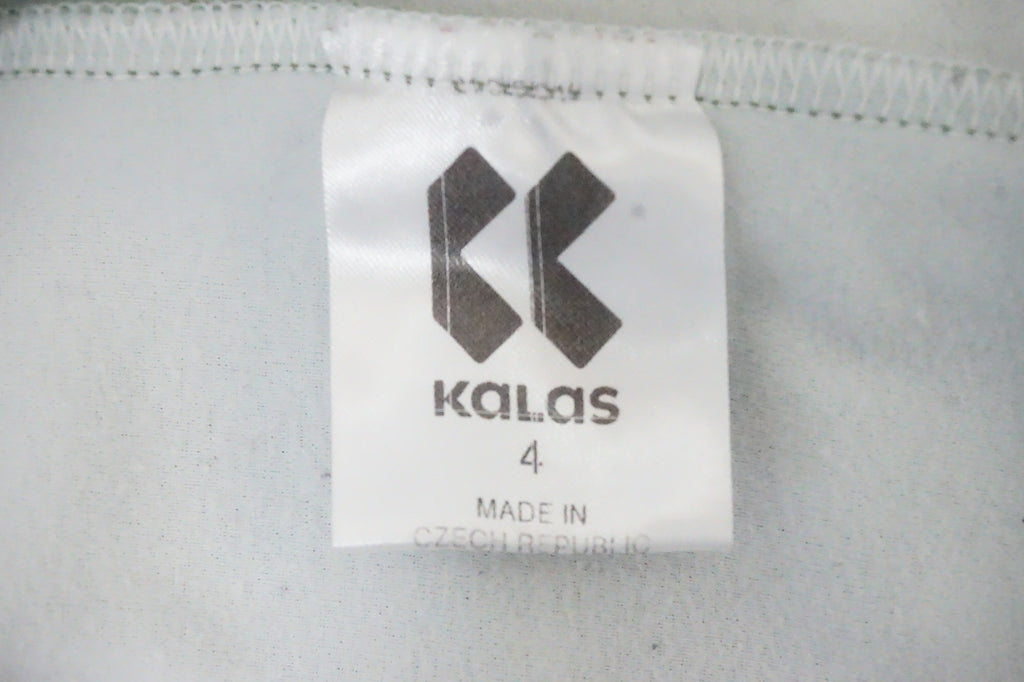 KALAS
4
MADE IN
CZECH REPUBLIC